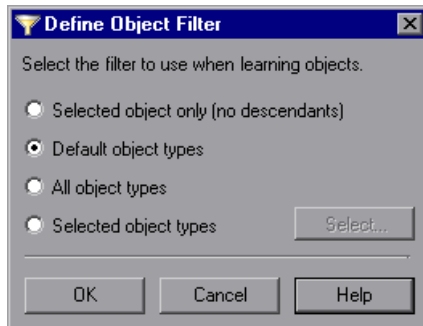 Define Object Filter
Select the filter to use when learning objects.
Selected object only (no descendants)
Default object types
All object types
Selected object types
Select...
OK Cancel Help